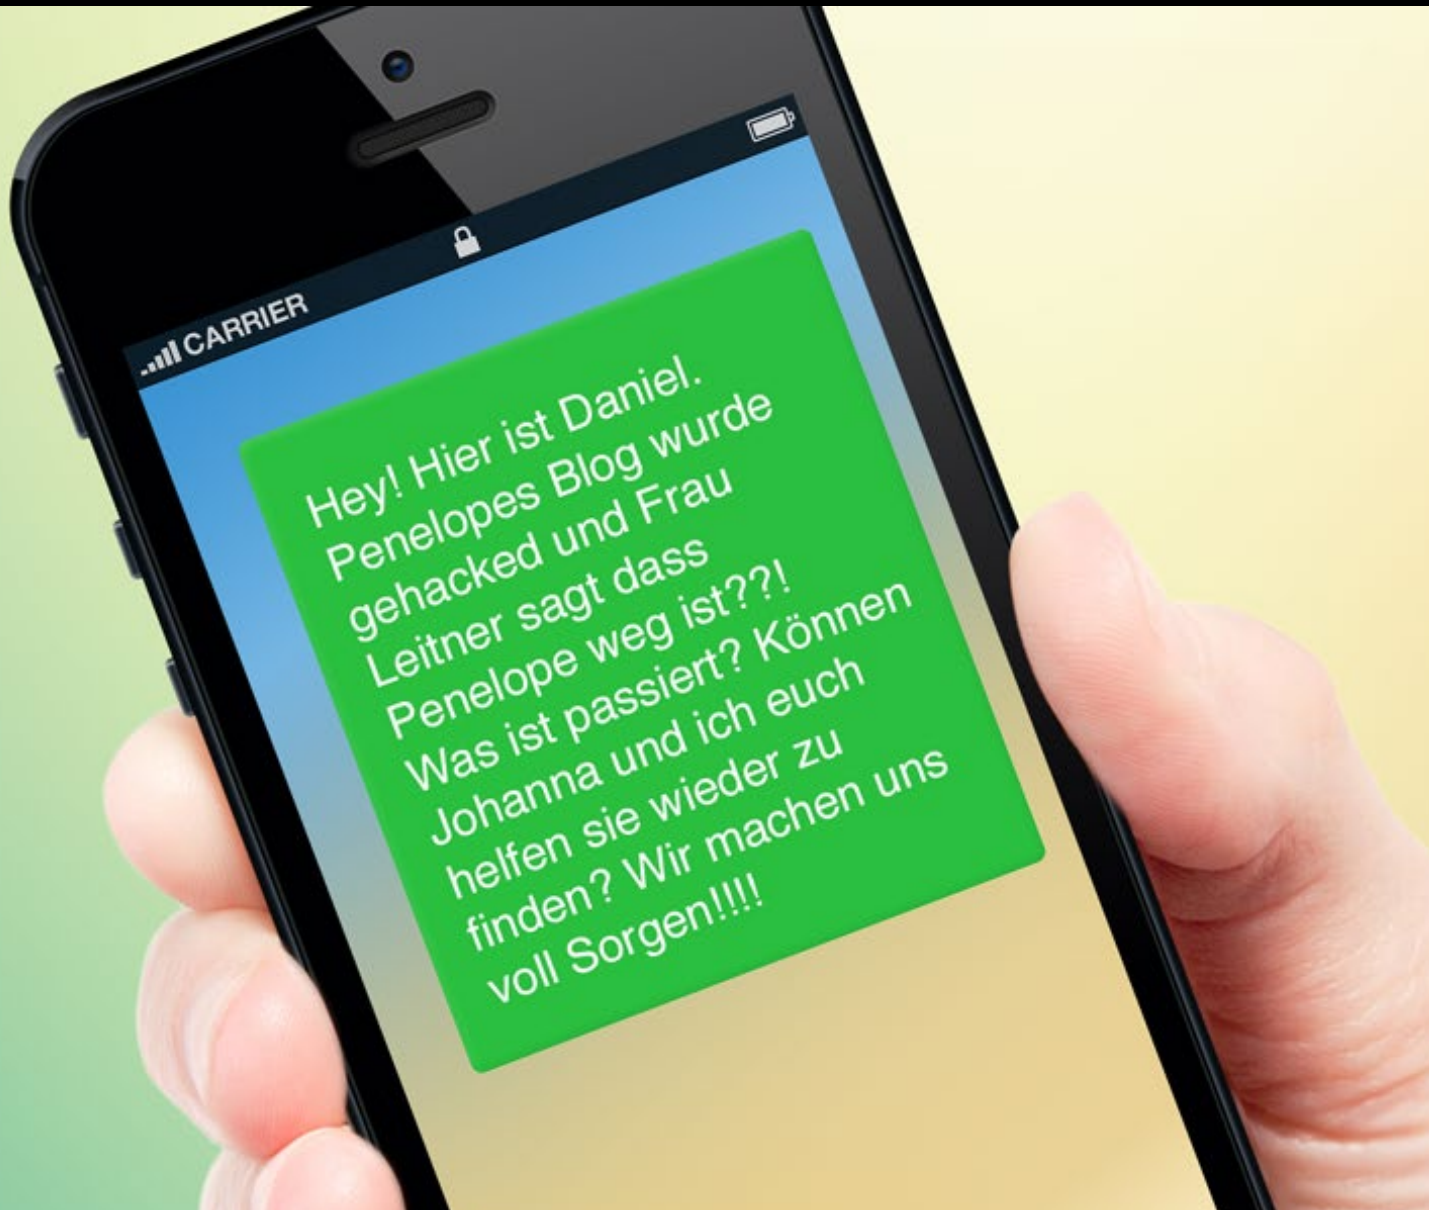 CARRIER
Hey! Hier ist Daniel.
Penelopes Blog wurde
gehacked und Frau
Leitner sagt dass
Penelope weg ist??!
Was ist passiert? Können
Johanna und ich euch
helfen sie wieder zu
finden? Wir machen uns
voll Sorgen!!!!